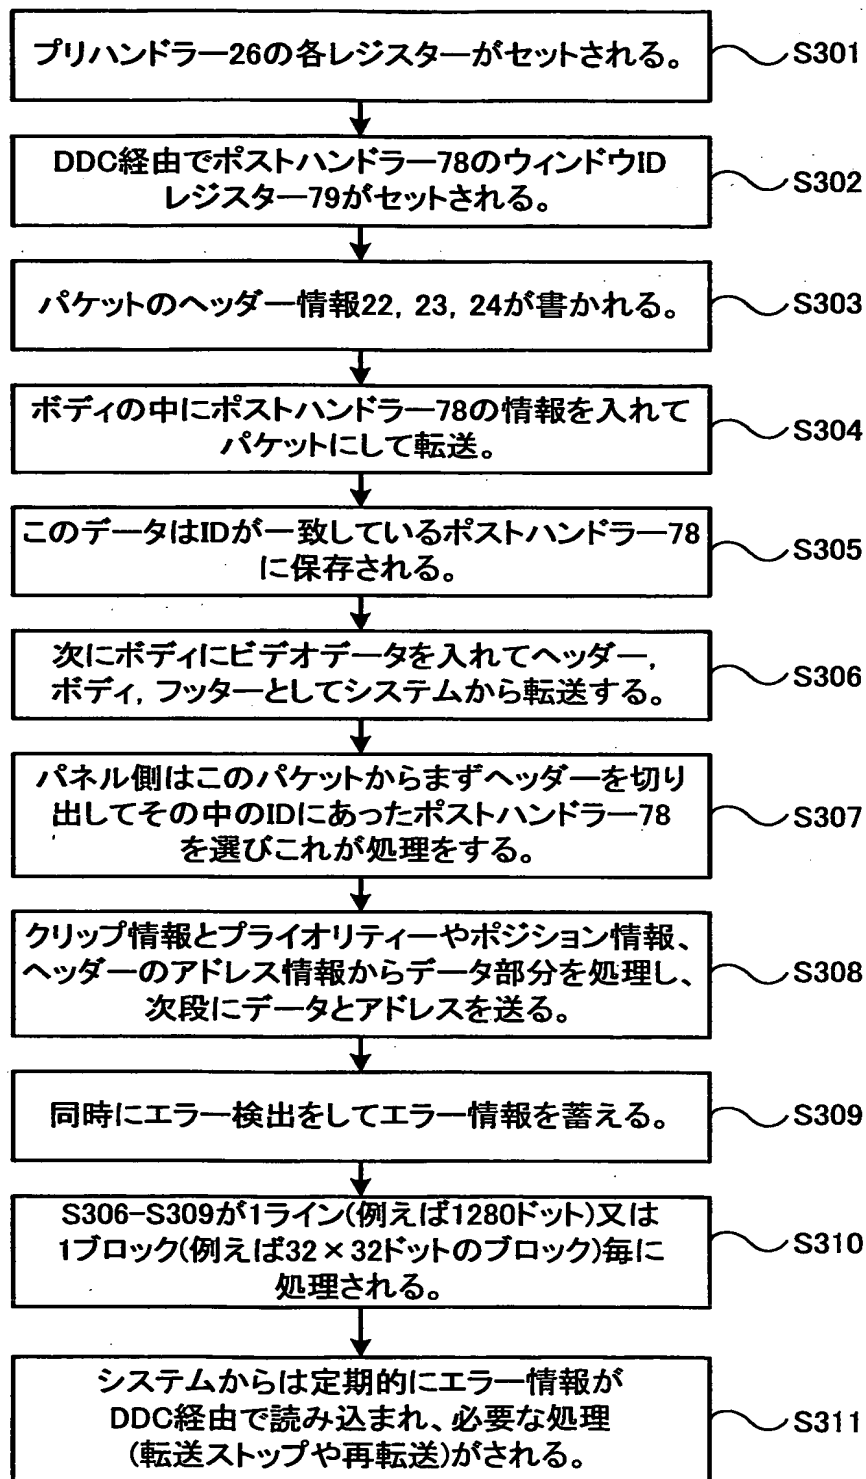 プリハンドラー26の各レジスターがセットされる。
S301
DDC経由でポストハンドラー78のウィンドウID
レジスター79がセットされる。
S302
パケットのヘッダー情報22, 23, 24が書かれる。
S303
ボディの中にポストハンドラー78の情報を入れて
パケットにして転送。
S304
このデータはIDが一致しているポストハンドラー78
に保存される。
S305
次にボディにビデオデータを入れてヘッダー,
ボディ, フッターとしてシステムから転送する。
S306
パネル側はこのパケットからまずヘッダーを切り
出してその中のIDにあったポストハンドラー78
を選びこれが処理をする。
S307
クリップ情報とプライオリティーやポジション情報、
ヘッダーのアドレス情報からデータ部分を処理し、
次段にデータとアドレスを送る。
S308
同時にエラー検出をしてエラー情報を蓄える。
S309
S306-S309が1ライン(例えば1280ドット)又は
1ブロック(例えば32×32ドットのブロック)毎に
処理される。
S310
システムからは定期的にエラー情報が
DDC経由で読み込まれ、必要な処理
(転送ストップや再転送)がされる。
S311